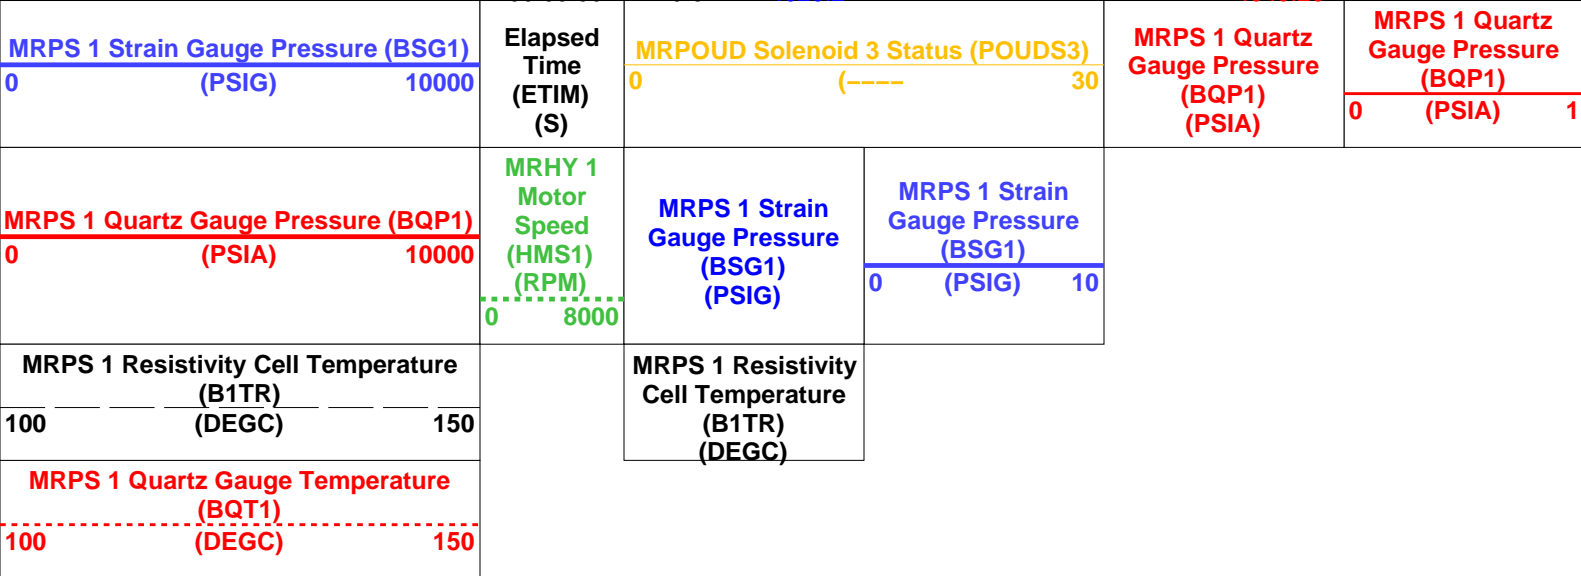 MRPS 1 Strain Gauge Pressure (BSG1)
0 (PSIG) 10000
Elapsed
Time
(ETIM)
(S)
MRPOUD Solenoid 3 Status (POUDS3)
0 (−−−− 30
MRPS 1 Quartz
Gauge Pressure
(BQP1)
(PSIA)
MRPS 1 Quartz
Gauge Pressure
(BQP1)
0 (PSIA) 1
MRPS 1 Quartz Gauge Pressure (BQP1)
0 (PSIA) 10000
MRHY 1
Motor
Speed
(HMS1)
(RPM)
0 8000
MRPS 1 Strain
Gauge Pressure
(BSG1)
(PSIG)
MRPS 1 Strain
Gauge Pressure
(BSG1)
0 (PSIG) 10
MRPS 1 Resistivity Cell Temperature
(B1TR)
100 (DEGC) 150
MRPS 1 Resistivity
Cell Temperature
(B1TR)
(DEGC)
MRPS 1 Quartz Gauge Temperature
(BQT1)
100 (DEGC) 150